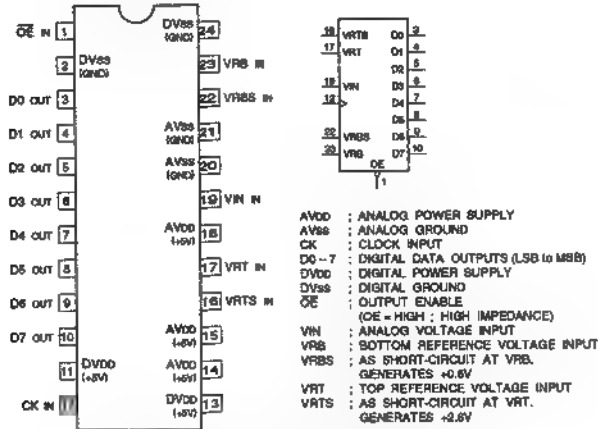 OE IN 1
2 DVSS (GND)
D0 OUT 3
D1 OUT 4
D2 OUT 5
D3 OUT 6
D4 OUT 7
D5 OUT 8
D6 OUT 9
D7 OUT 10
11 DVDD (+5V)
CK IN
DVSS (GND) 24
23 VRB IN
22 VRBS IN
AVSS (GND) 21
AVSS (GND) 20
19 VIN IN
AVDD (+5V) 18
17 VRT IN
16 VRTS IN
AVDD (+5V) 15
AVDD (+5V) 14
DVDD (+5V) 13
16 VRTS D0 3
17 VRT D1 4
D2 5
19 VIN D3 6
12 D4 7
D5 8
22 VRBS D6 9
23 VRB D7 10
OE
1
AVDD ; ANALOG POWER SUPPLY
AVSS ; ANALOG GROUND
CK ; CLOCK INPUT
D0~7 ; DIGITAL DATA OUTPUTS (LSB to MSB)
DVDD ; DIGITAL POWER SUPPLY
DVSS ; DIGITAL GROUND
OE ; OUTPUT ENABLE
(OE = HIGH ; HIGH IMPEDANCE)
VIN ; ANALOG VOLTAGE INPUT
VRB ; BOTTOM REFERENCE VOLTAGE INPUT
VRBS ; AS SHORT-CIRCUIT AT VRB.
GENERATES +0.6V
VRT ; TOP REFERENCE VOLTAGE INPUT
VRTS ; AS SHORT-CIRCUIT AT VRT.
GENERATES +2.6V